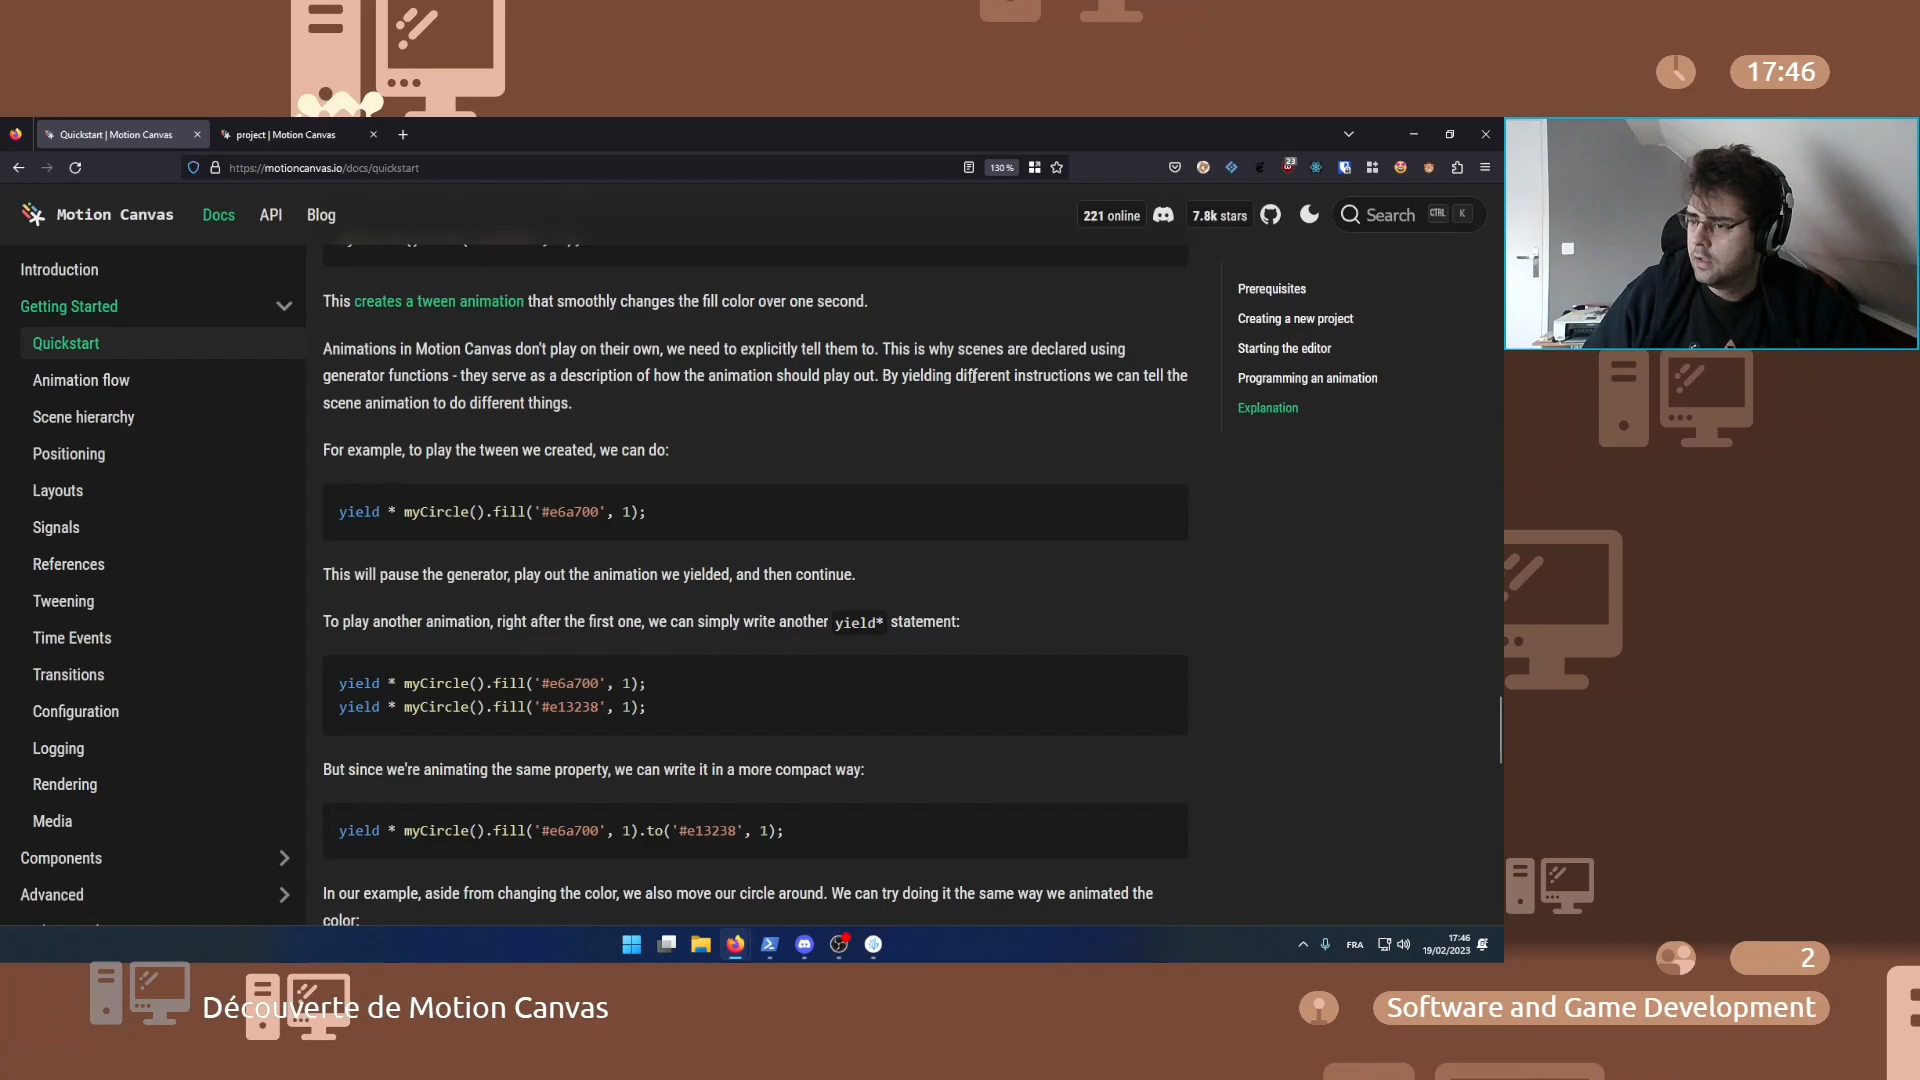 17:46
Quickstart | Motion Canvas
project | Motion Canvas
https://motioncanvas.io/docs/quickstart
130%
23
Motion Canvas
Docs
API
Blog
221 online
7.8k stars
Search
CTRL
K
Introduction
Getting Started
Quickstart
Animation flow
Scene hierarchy
Positioning
Layouts
Signals
References
Tweening
Time Events
Transitions
Configuration
Logging
Rendering
Media
Components
Advanced
This creates a tween animation that smoothly changes the fill color over one second.
Animations in Motion Canvas don't play on their own, we need to explicitly tell them to. This is why scenes are declared using
generator functions - they serve as a description of how the animation should play out. By yielding different instructions we can tell the
scene animation to do different things.
For example, to play the tween we created, we can do:
yield * myCircle().fill('#e6a700', 1);
This will pause the generator, play out the animation we yielded, and then continue.
To play another animation, right after the first one, we can simply write another yield* statement:
yield * myCircle().fill('#e6a700', 1);
yield * myCircle().fill('#e13238', 1);
But since we're animating the same property, we can write it in a more compact way:
yield * myCircle().fill('#e6a700', 1).to('#e13238', 1);
In our example, aside from changing the color, we also move our circle around. We can try doing it the same way we animated the
color:
Prerequisites
Creating a new project
Starting the editor
Programming an animation
Explanation
FRA
17:46
19/02/2023
2
Découverte de Motion Canvas
Software and Game Development